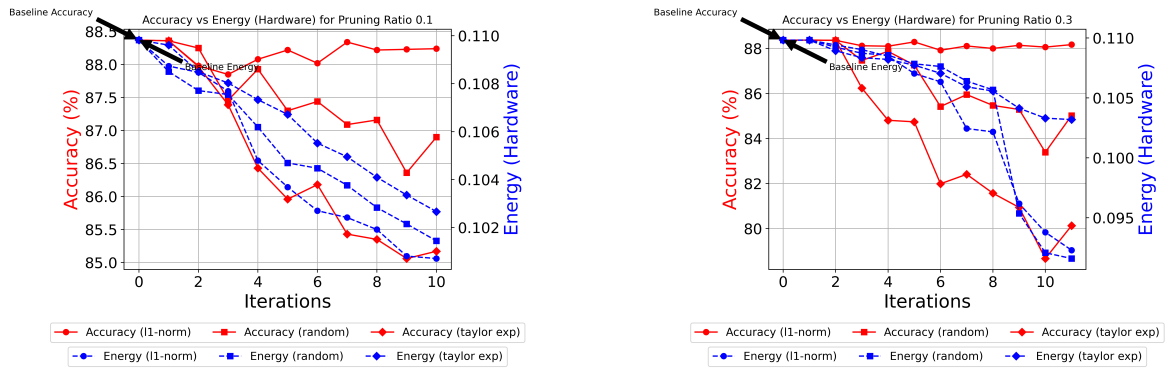 Baseline Accuracy
Accuracy vs Energy (Hardware) for Pruning Ratio 0.1
88.5
88.0
87.5
87.0
86.5
86.0
85.5
85.0
Accuracy (%)
Baseline Energy
0.110
0.108
0.106
0.104
0.102
Energy (Hardware)
0 2 4 6 8 10
Iterations
Accuracy (l1-norm) Accuracy (random) Accuracy (taylor exp)
Energy (l1-norm) Energy (random) Energy (taylor exp)
Baseline Accuracy
Accuracy vs Energy (Hardware) for Pruning Ratio 0.3
88
86
84
82
80
Accuracy (%)
Baseline Energy
0.110
0.105
0.100
0.095
Energy (Hardware)
0 2 4 6 8 10
Iterations
Accuracy (l1-norm) Accuracy (random) Accuracy (taylor exp)
Energy (l1-norm) Energy (random) Energy (taylor exp)